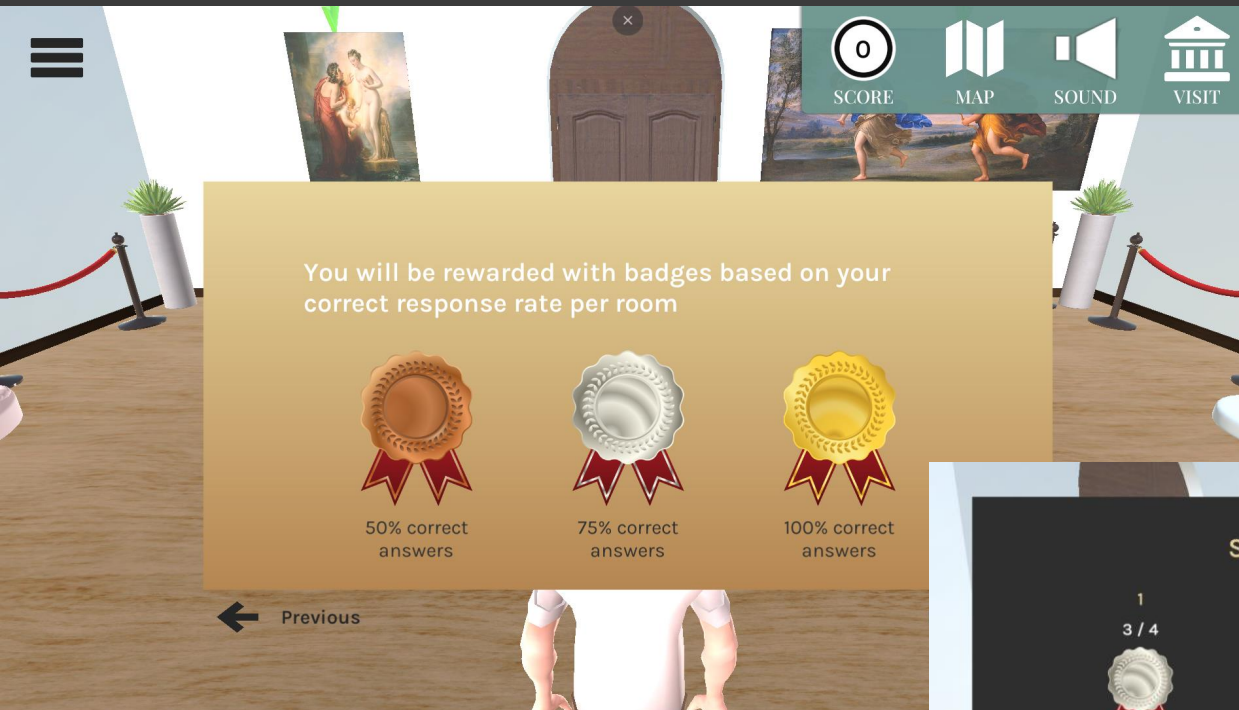 0
SCORE
MAP
SOUND
VISIT
You will be rewarded with badges based on your
correct response rate per room
50% correct
answers
75% correct
answers
100% correct
answers
Previous
S
1
3 / 4